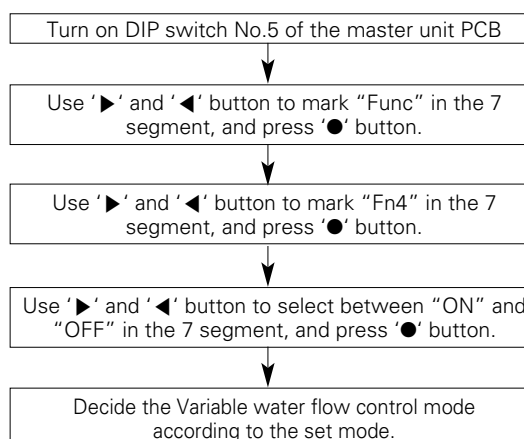 Turn on DIP switch No.5 of the master unit PCB
Use ‘▶‘ and ‘◀‘ button to mark “Func” in the 7
segment, and press ‘●‘ button.
Use ‘▶‘ and ‘◀‘ button to mark “Fn4” in the 7
segment, and press ‘●‘ button.
Use ‘▶‘ and ‘◀‘ button to select between “ON” and
“OFF” in the 7 segment, and press ‘●‘ button.
Decide the Variable water flow control mode
according to the set mode.